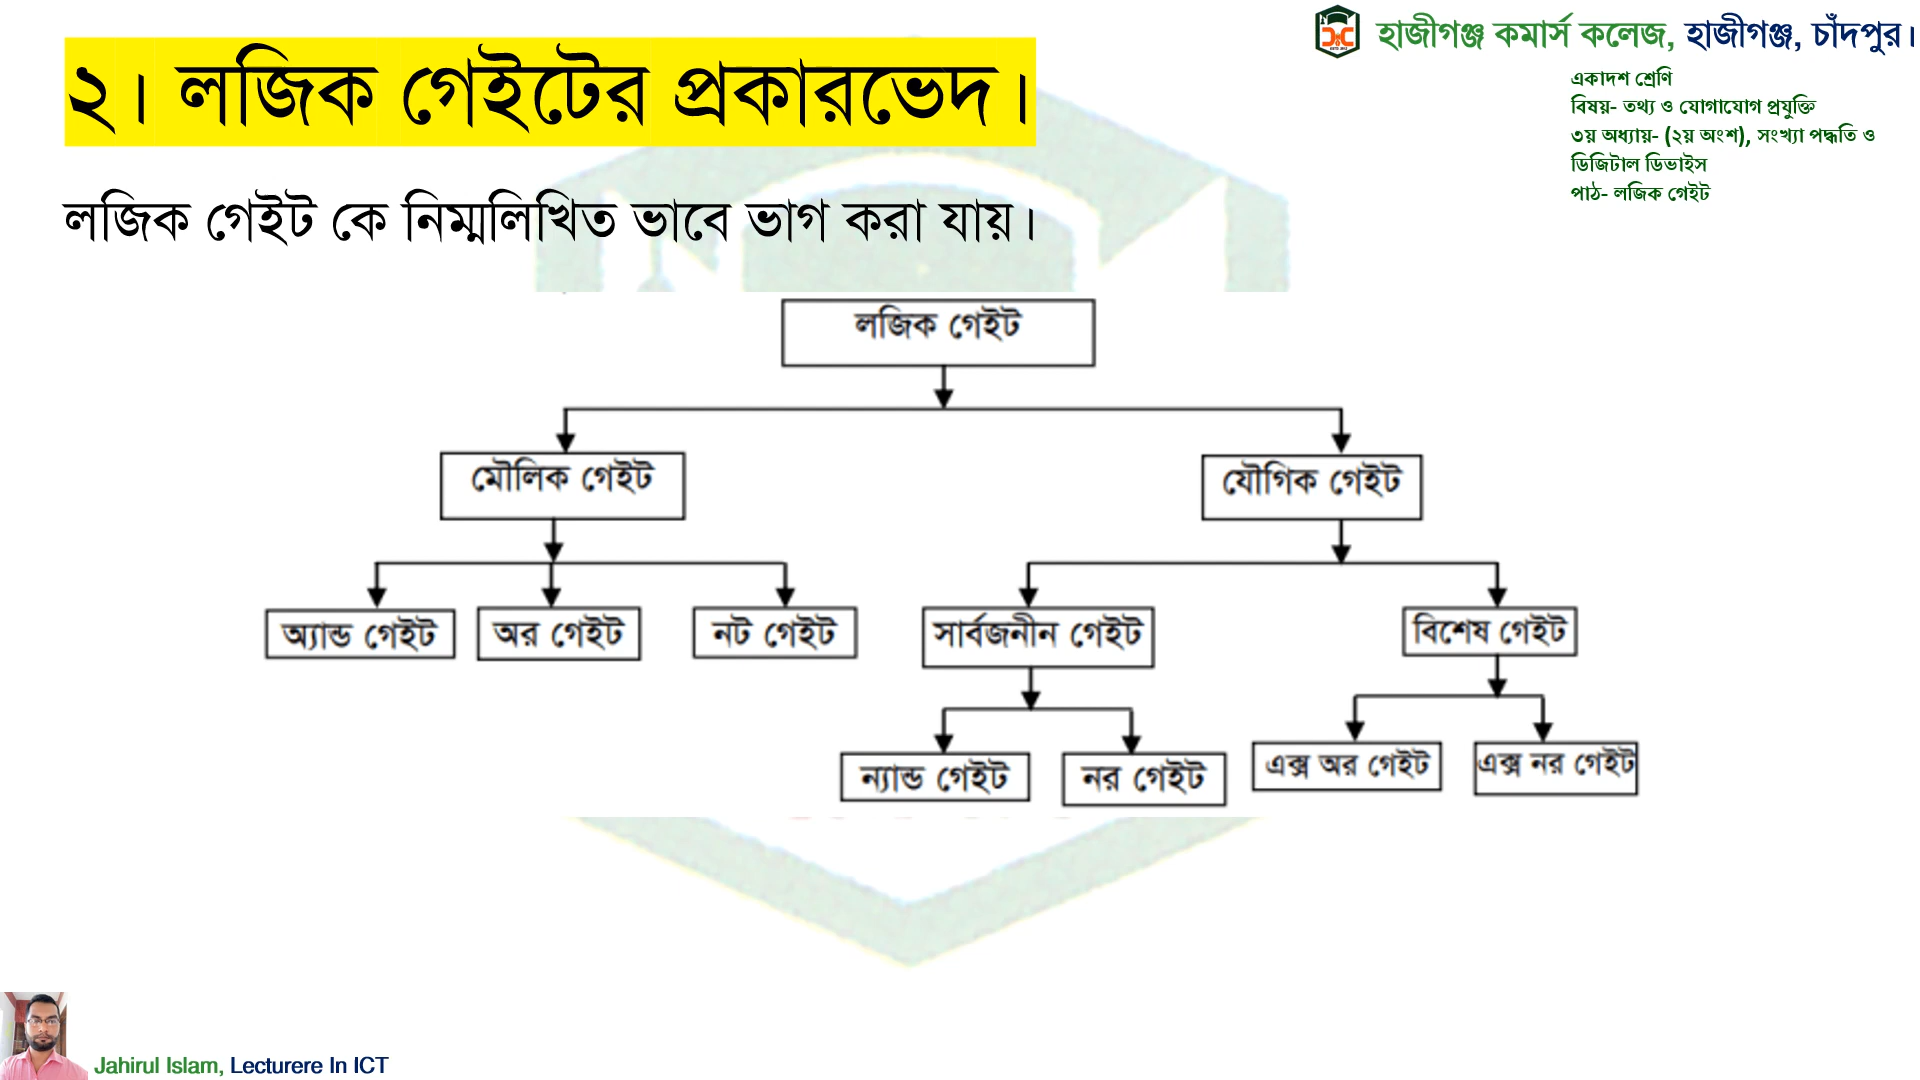 হাজীগঞ্জ কমার্স কলেজ, হাজীগঞ্জ, চাঁদপুর।
একাদশ শ্রেণি
বিষয়- তথ্য ও যোগাযোগ প্রযুক্তি
৩য় অধ্যায়- (২য় অংশ), সংখ্যা পদ্ধতি ও
ডিজিটাল ডিভাইস
পাঠ- লজিক গেইট
২। লজিক গেইটের প্রকারভেদ।
লজিক গেইট কে নিম্মলিখিত ভাবে ভাগ করা যায়।
লজিক গেইট
মৌলিক গেইট
যৌগিক গেইট
অ্যান্ড গেইট
অর গেইট
নট গেইট
সার্বজনীন গেইট
বিশেষ গেইট
ন্যান্ড গেইট
নর গেইট
এক্স অর গেইট
এক্স নর গেইট
Jahirul Islam, Lecturere In ICT